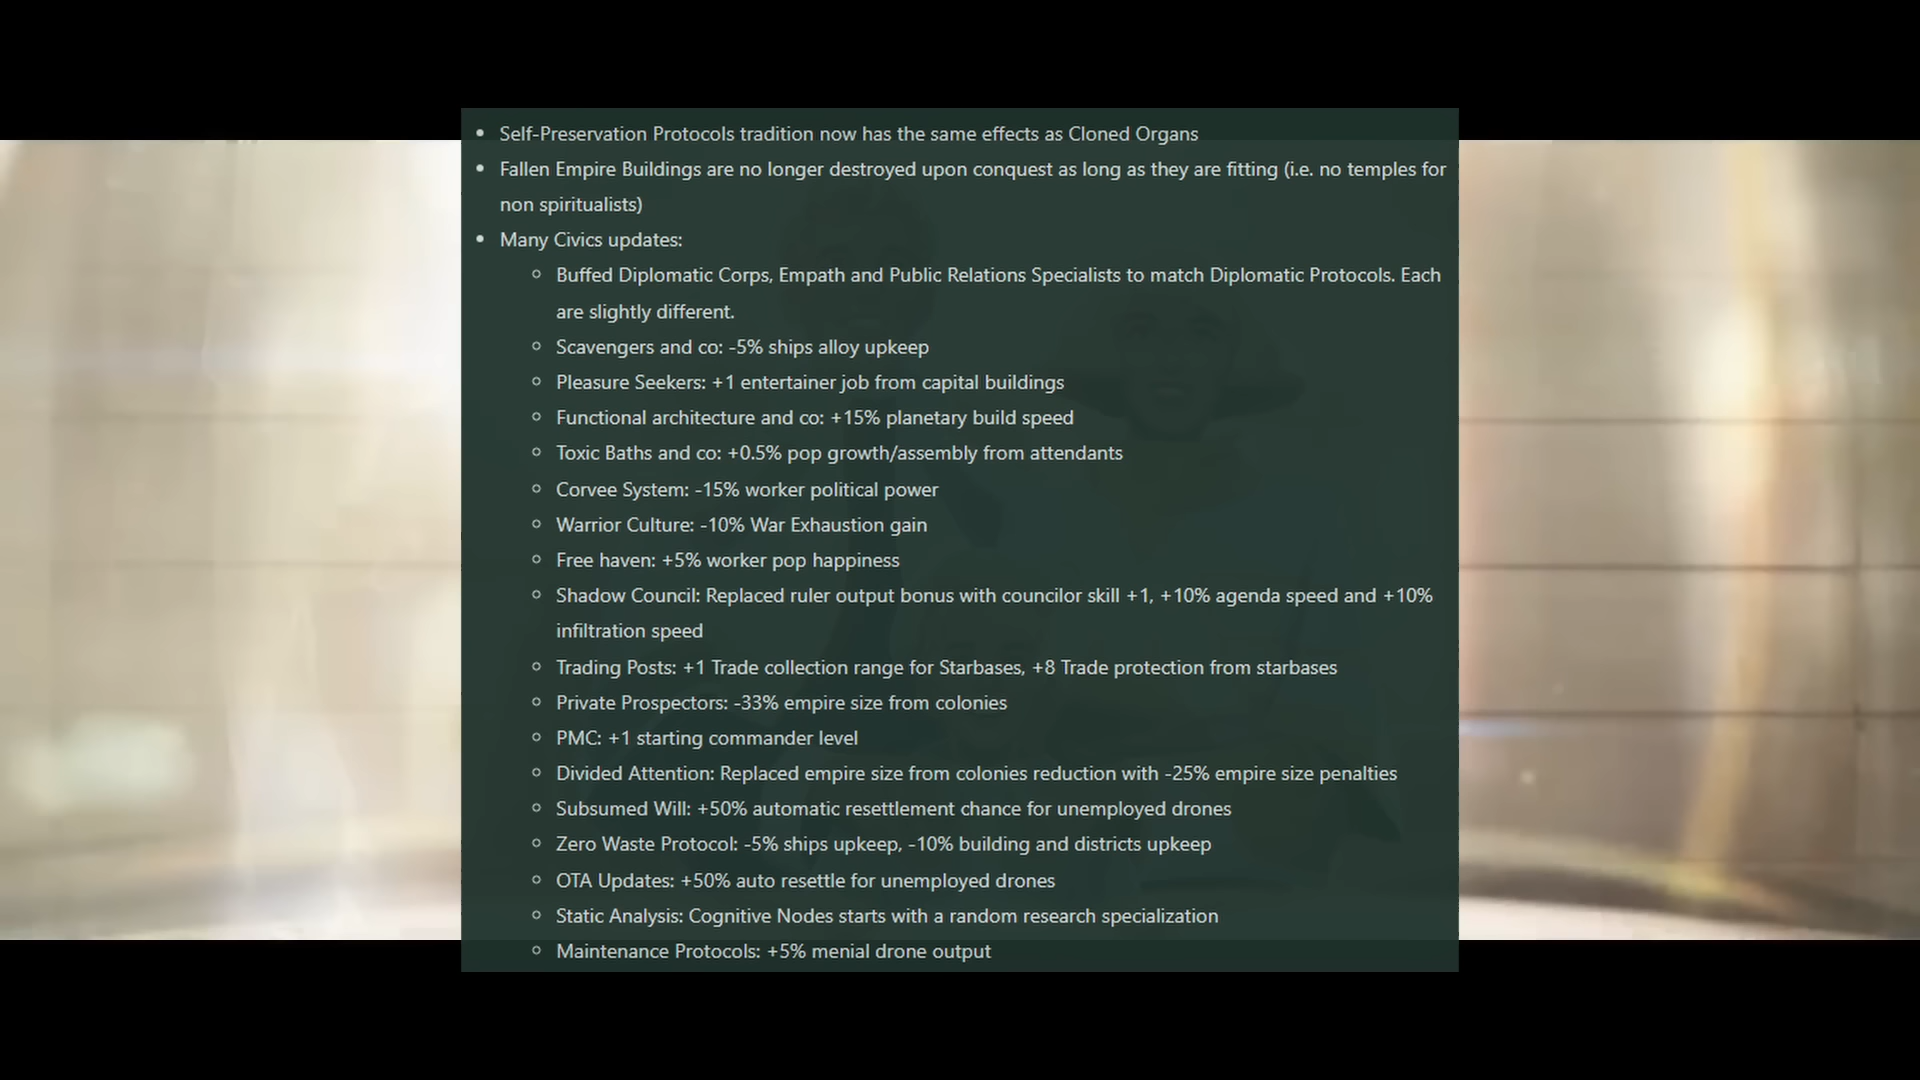 Self-Preservation Protocols tradition now has the same effects as Cloned Organs
Fallen Empire Buildings are no longer destroyed upon conquest as long as they are fitting (i.e. no temples for
non spiritualists)
Many Civics updates:
Buffed Diplomatic Corps, Empath and Public Relations Specialists to match Diplomatic Protocols. Each
are slightly different.
Scavengers and co: -5% ships alloy upkeep
Pleasure Seekers: +1 entertainer job from capital buildings
Functional architecture and co: +15% planetary build speed
Toxic Baths and co: +0.5% pop growth/assembly from attendants
Corvee System: -15% worker political power
Warrior Culture: -10% War Exhaustion gain
Free haven: +5% worker pop happiness
Shadow Council: Replaced ruler output bonus with councilor skill +1, +10% agenda speed and +10%
infiltration speed
Trading Posts: +1 Trade collection range for Starbases, +8 Trade protection from starbases
Private Prospectors: -33% empire size from colonies
PMC: +1 starting commander level
Divided Attention: Replaced empire size from colonies reduction with -25% empire size penalties
Subsumed Will: +50% automatic resettlement chance for unemployed drones
Zero Waste Protocol: -5% ships upkeep, -10% building and districts upkeep
OTA Updates: +50% auto resettle for unemployed drones
Static Analysis: Cognitive Nodes starts with a random research specialization
Maintenance Protocols: +5% menial drone output